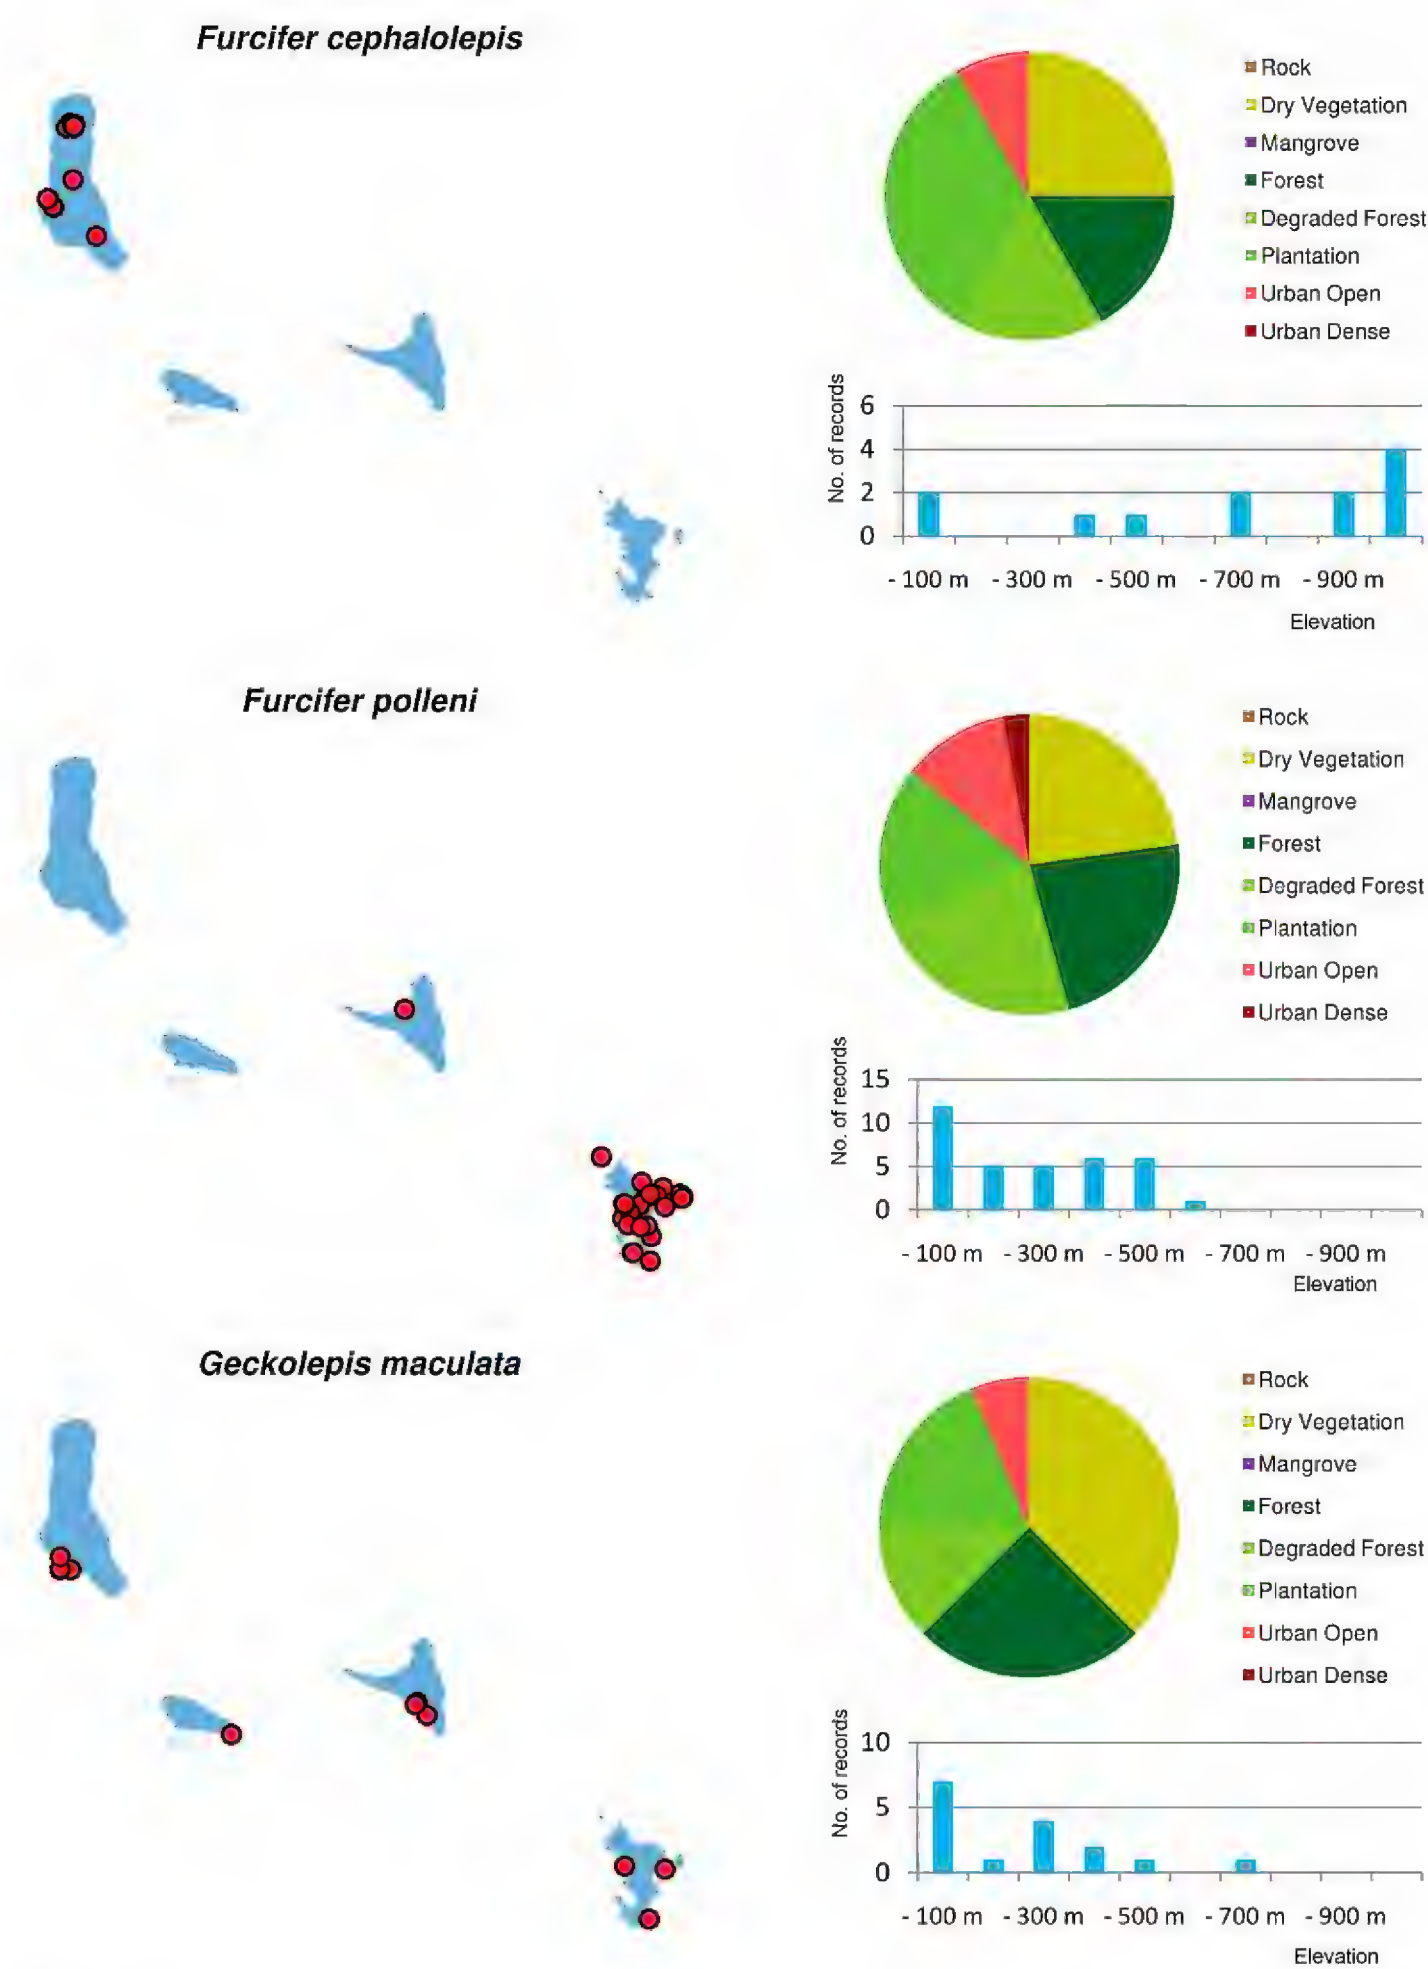 Furcifer cephalolepis
Rock
Dry Vegetation
Mangrove
Forest
Degraded Forest
Plantation
Urban Open
Urban Dense
No. of records
6
4
2
0
- 100 m - 300 m - 500 m - 700 m - 900 m
Elevation
Furcifer polleni
Rock
Dry Vegetation
Mangrove
Forest
Degraded Forest
Plantation
Urban Open
Urban Dense
No. of records
15
10
5
0
- 100 m - 300 m - 500 m - 700 m - 900 m
Elevation
Geckolepis maculata
Rock
Dry Vegetation
Mangrove
Forest
Degraded Forest
Plantation
Urban Open
Urban Dense
No. of records
10
5
0
- 100 m - 300 m - 500 m - 700 m - 900 m
Elevation